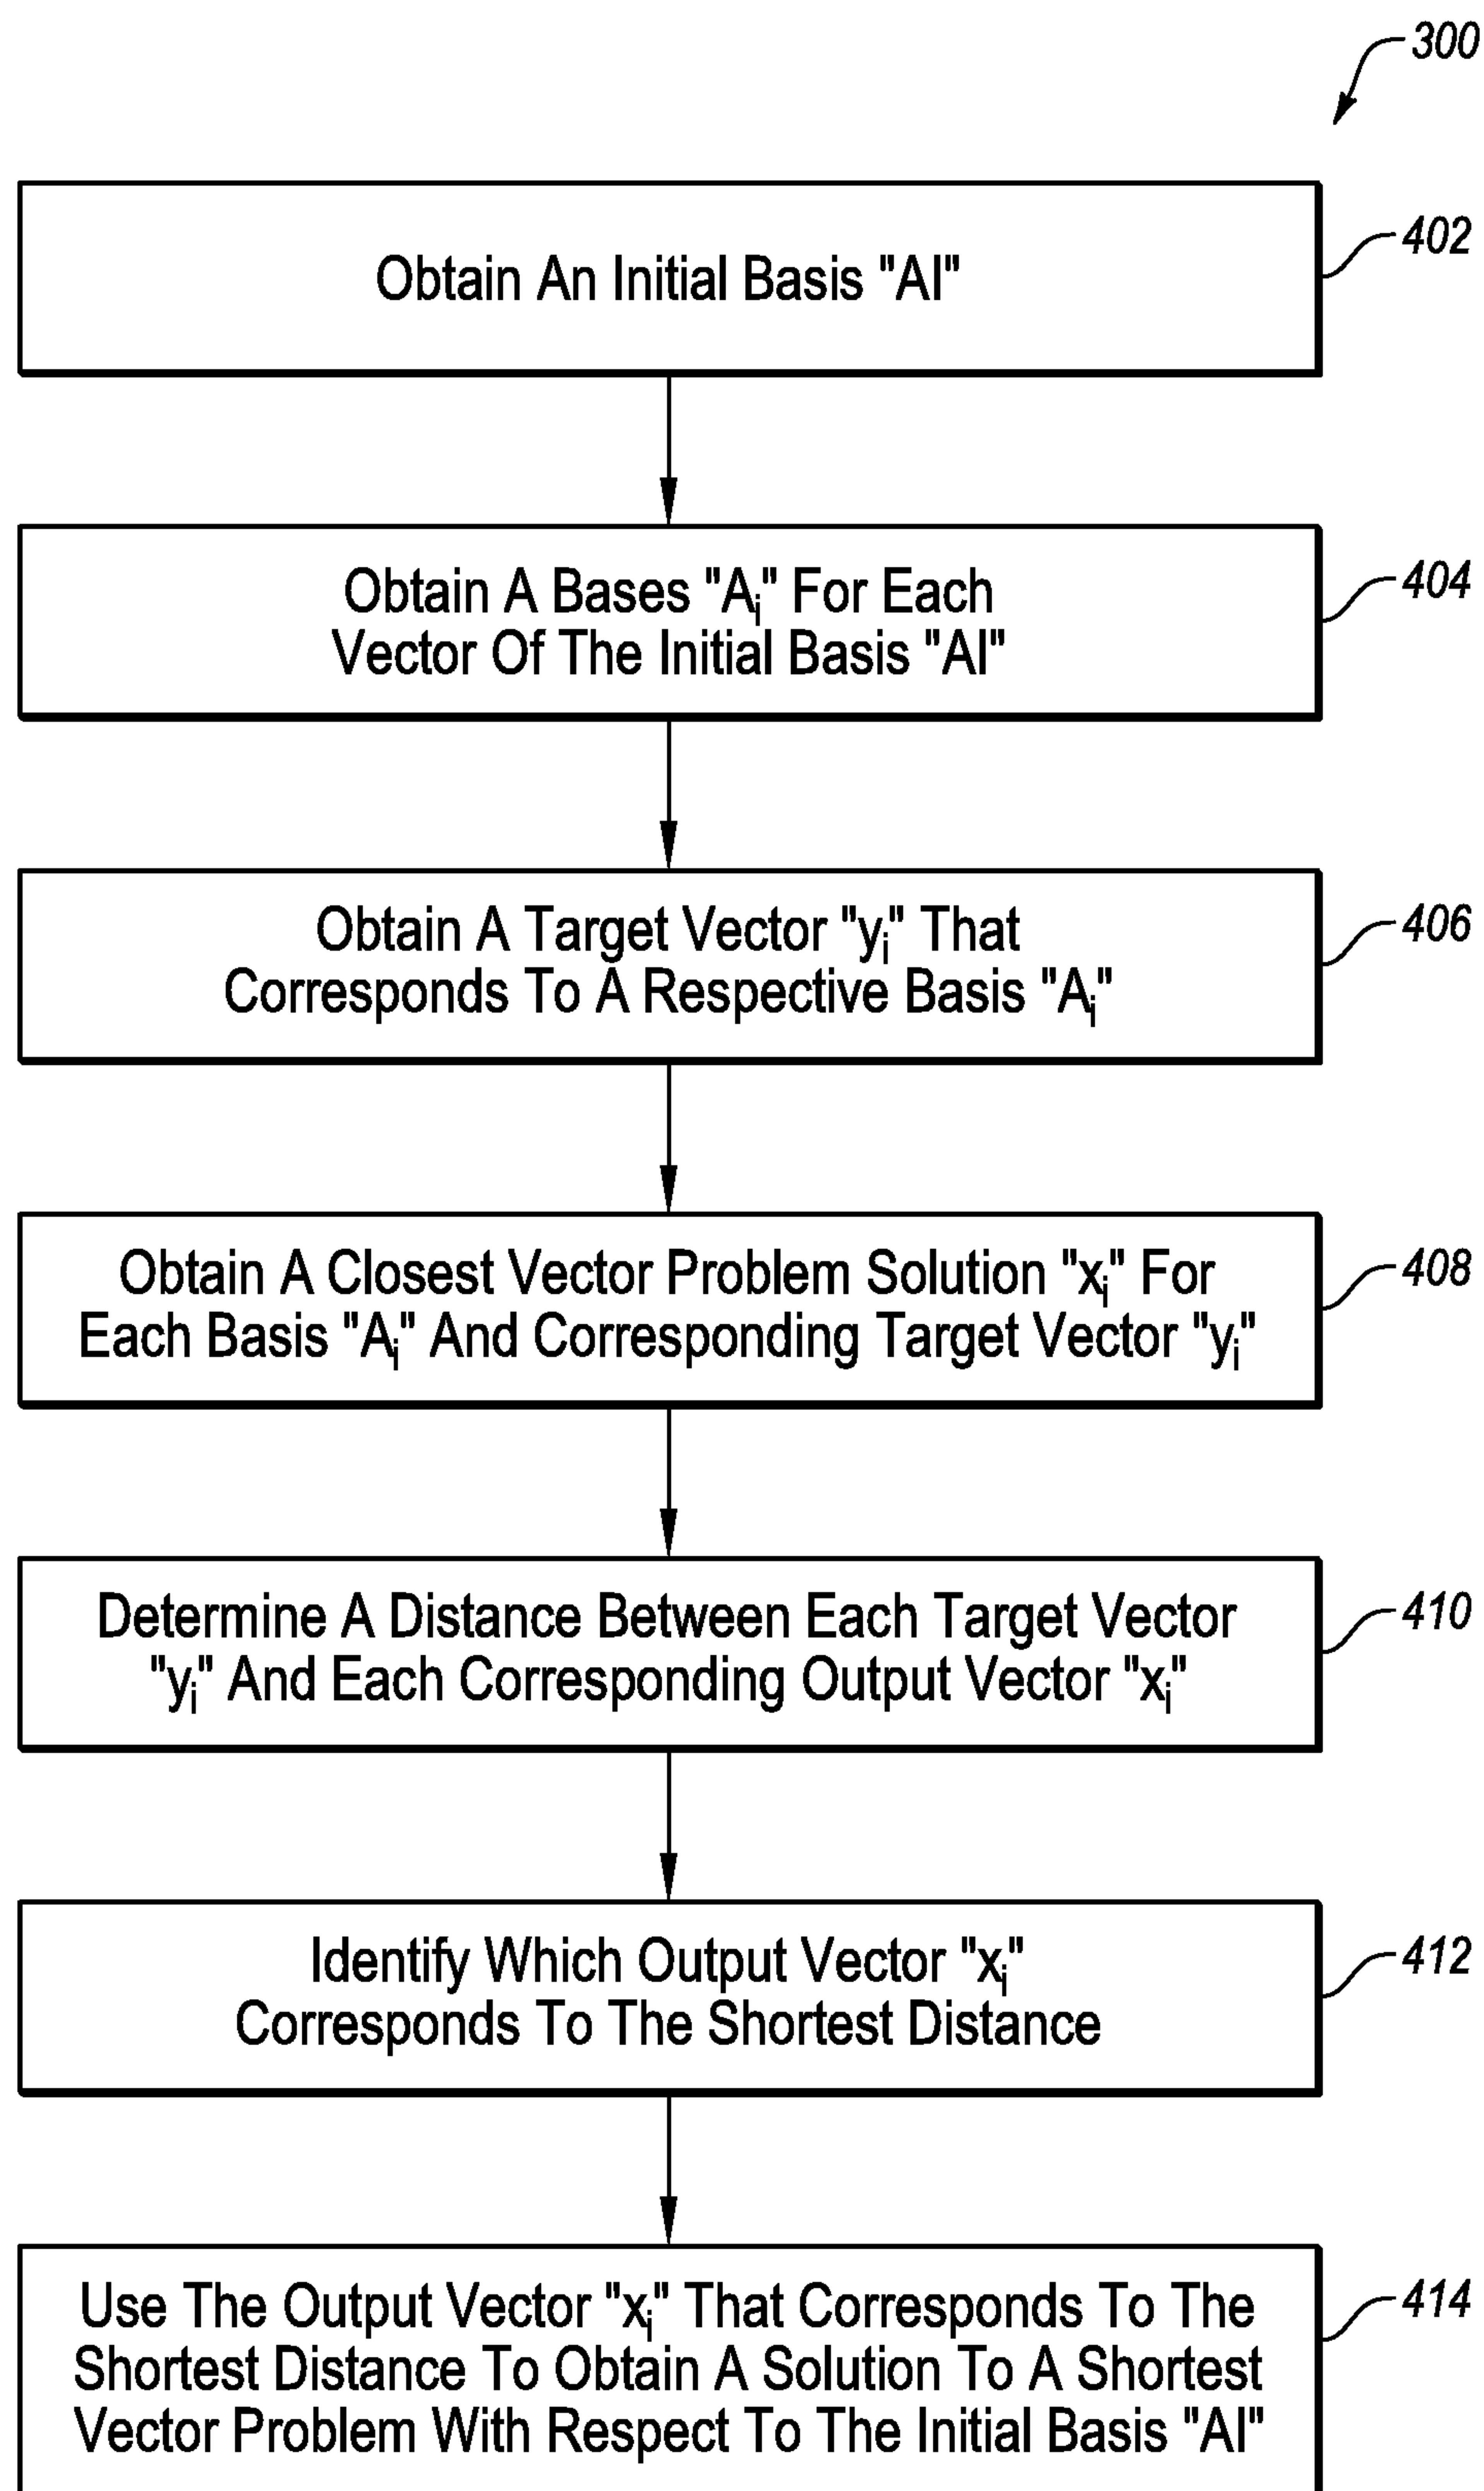 300
Obtain An Initial Basis "AI"
402
Obtain A Bases "Ai" For Each
Vector Of The Initial Basis "AI"
404
Obtain A Target Vector "yi" That
Corresponds To A Respective Basis "Ai"
406
Obtain A Closest Vector Problem Solution "xi" For
Each Basis "Ai" And Corresponding Target Vector "yi"
408
Determine A Distance Between Each Target Vector
"yi" And Each Corresponding Output Vector "xi"
410
Identify Which Output Vector "xi"
Corresponds To The Shortest Distance
412
Use The Output Vector "xi" That Corresponds To The
Shortest Distance To Obtain A Solution To A Shortest
Vector Problem With Respect To The Initial Basis "AI"
414